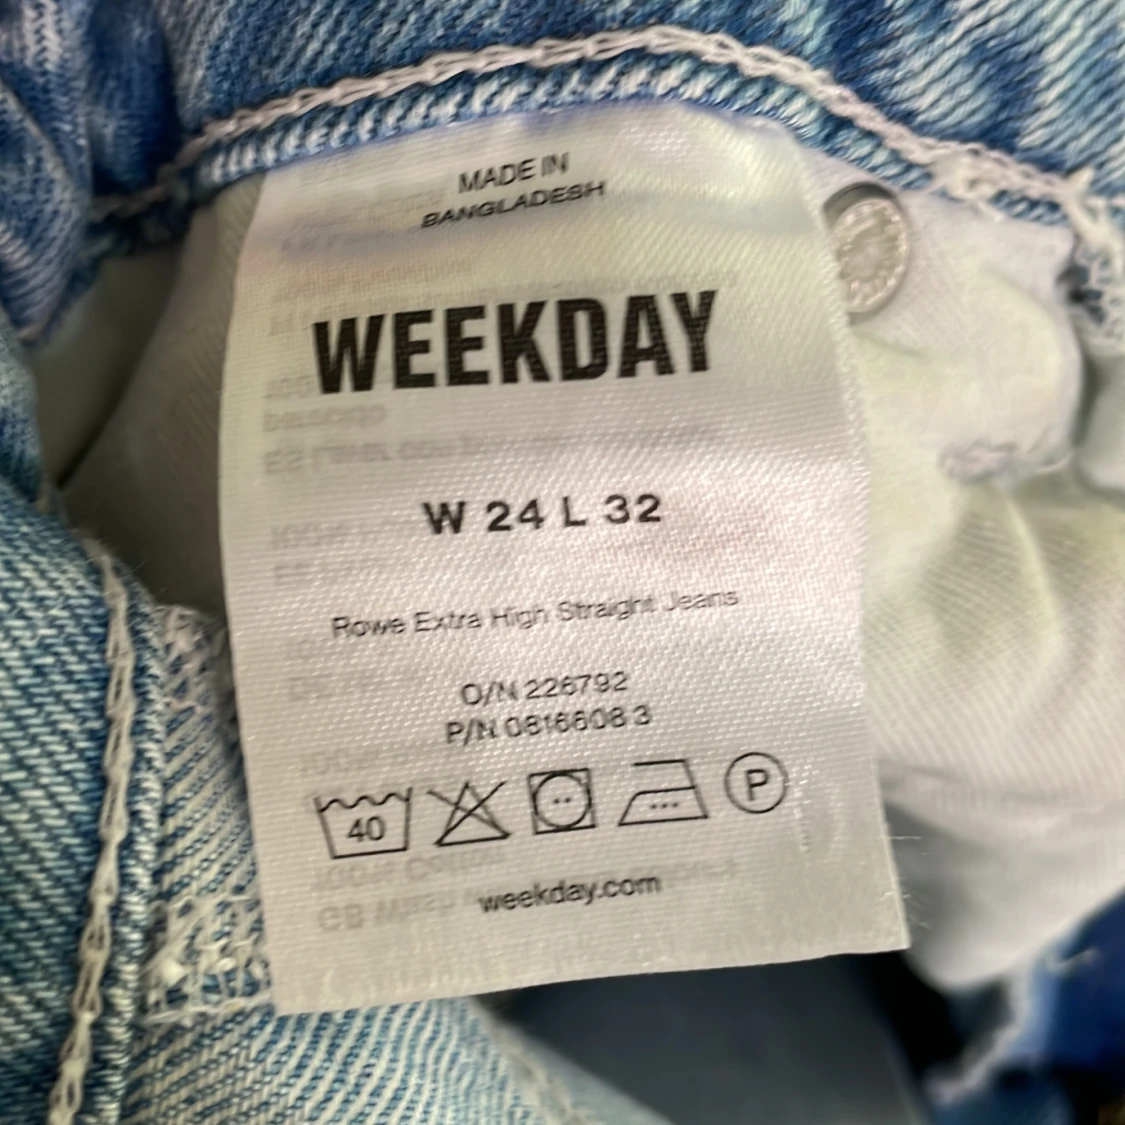 MADE IN
BANGLADESH
WEEKDAY
W 24 L 32
Rowe Extra High Straight Jeans
O/N 226792
P/N 0816608 3
40
P
weekday.com